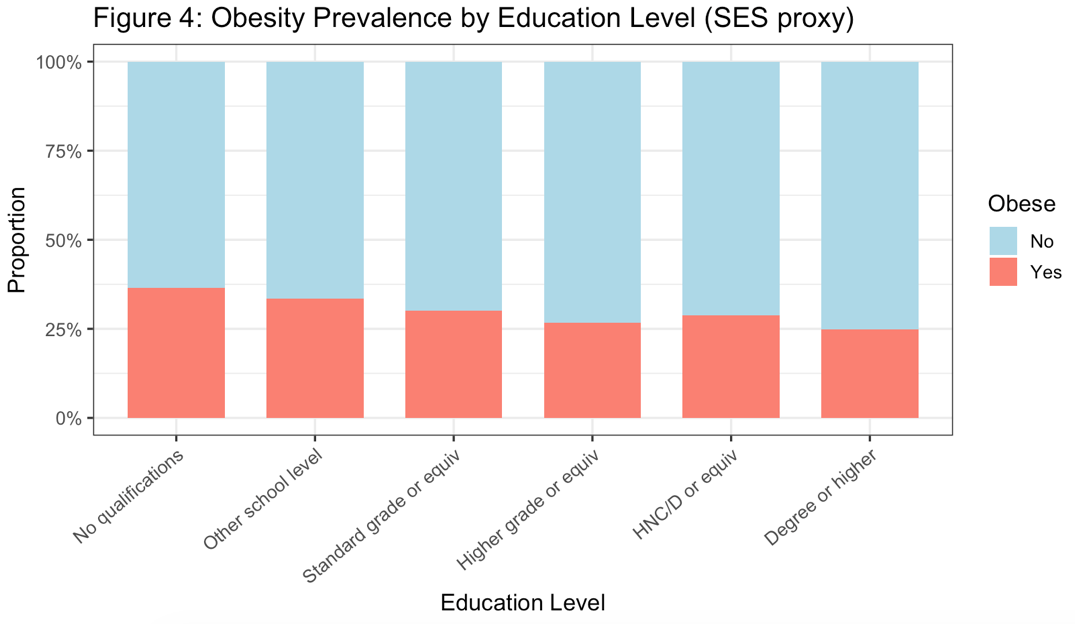 Figure 4: Obesity Prevalence by Education Level (SES proxy)
100%
75%
50%
25%
0%
Proportion
No qualifications
Other school level
Standard grade or equiv
Higher grade or equiv
HNC/D or equiv
Degree or higher
Education Level
Obese
No
Yes